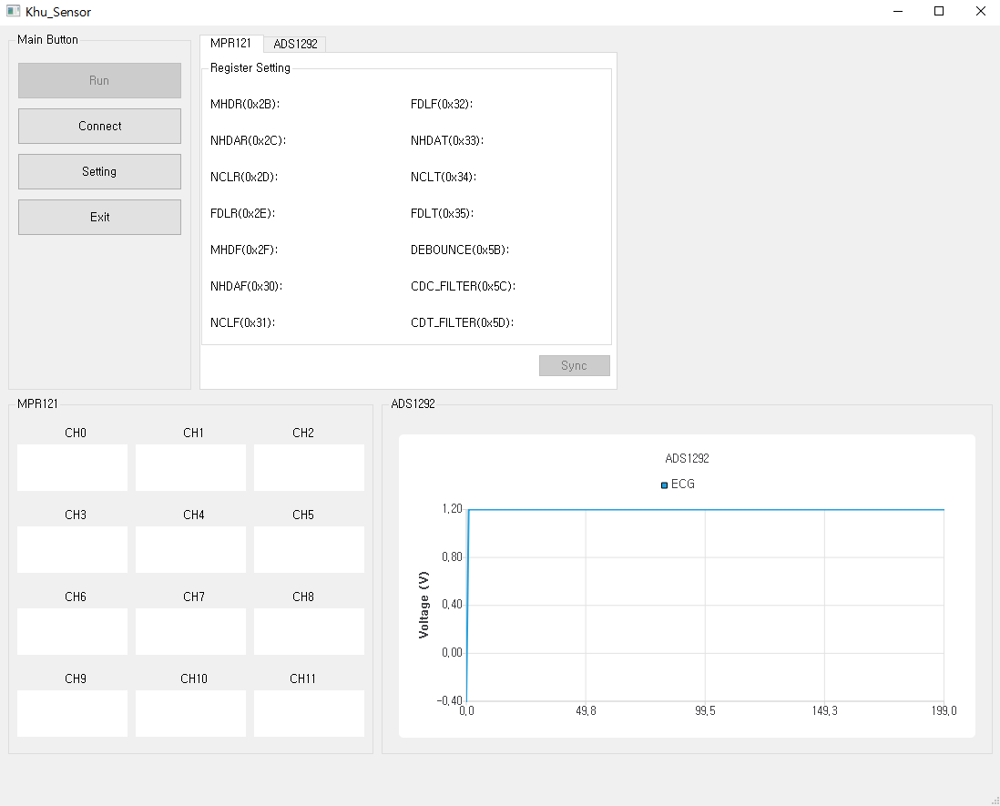 Khu_Sensor
Main Button
Run
Connect
Setting
Exit
MPR121 ADS1292
Register Setting
MHDR(0x2B): FDLF(0x32):
NHDAR(0x2C): NHDAT(0x33):
NCLR(0x2D): NCLT(0x34):
FDLR(0x2E): FDLT(0x35):
MHDF(0x2F): DEBOUNCE(0x5B):
NHDAF(0x30): CDC_FILTER(0x5C):
NCLF(0x31): CDT_FILTER(0x5D):
Sync
MPR121
CH0 CH1 CH2
CH3 CH4 CH5
CH6 CH7 CH8
CH9 CH10 CH11
ADS1292
ADS1292
ECG
Voltage (V)
1,20
0,80
0,40
0,00
-0,40
0,0 49,8 99,5 149,3 199,0